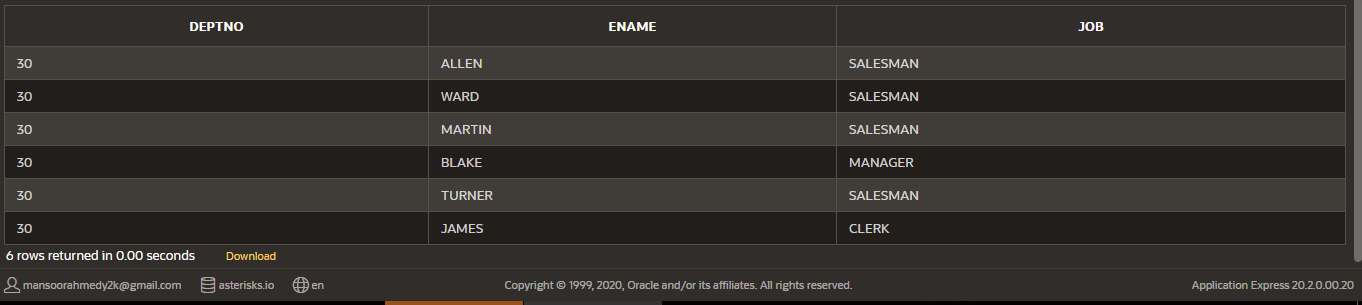 DEPTNO ENAME JOB
30 ALLEN SALESMAN
30 WARD SALESMAN
30 MARTIN SALESMAN
30 BLAKE MANAGER
30 TURNER SALESMAN
30 JAMES CLERK
6 rows returned in 0.00 seconds Download
mansoorahmedy2k@gmail.com asterisks.io en Copyright © 1999, 2020, Oracle and/or its affiliates. All rights reserved. Application Express 20.2.0.00.20